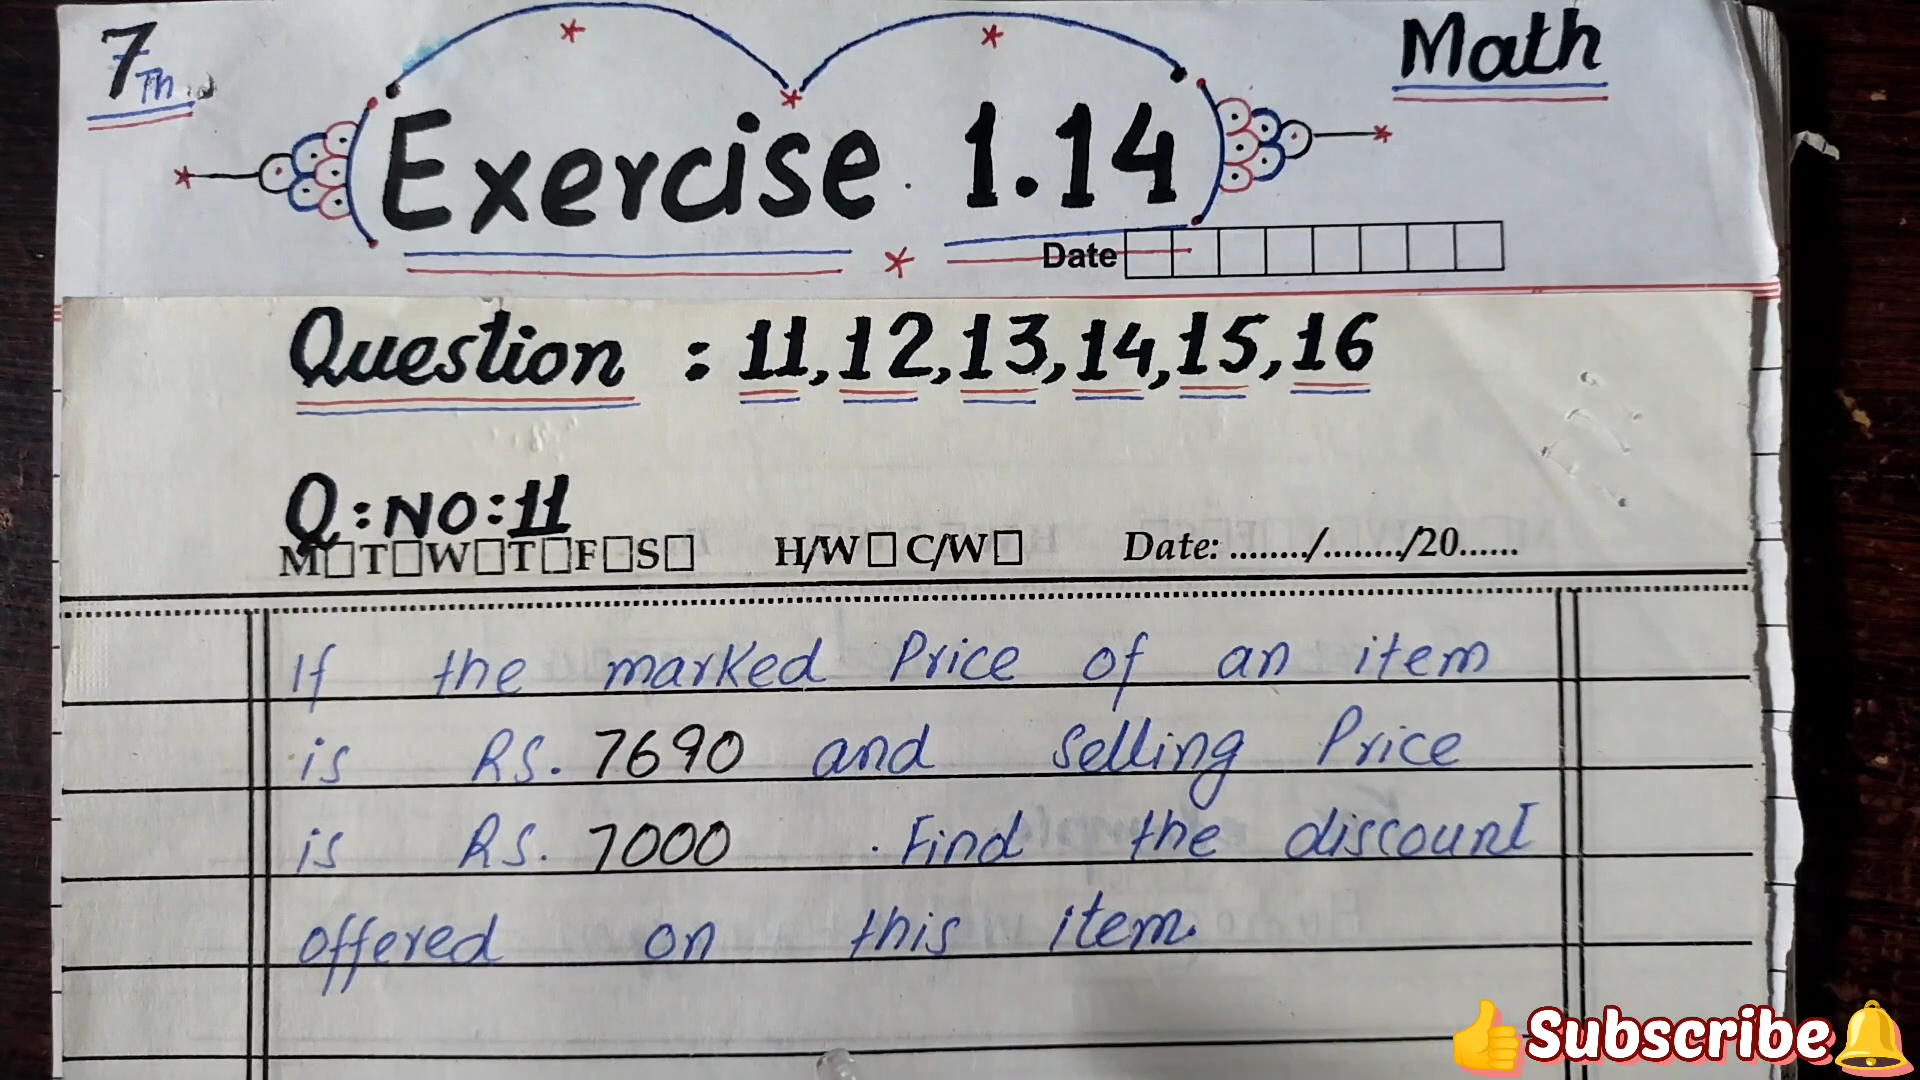 7Th
Math
Exercise 1.14
Date
Question : 11, 12, 13, 14, 15, 16
Q:NO:11
M□T□W□T□F□S□ H/W□ C/W□ Date: ......../......../20......
If the marked Price of an item
is RS. 7690 and selling Price
is RS. 7000 . Find the discount
offered on this item.
Subscribe